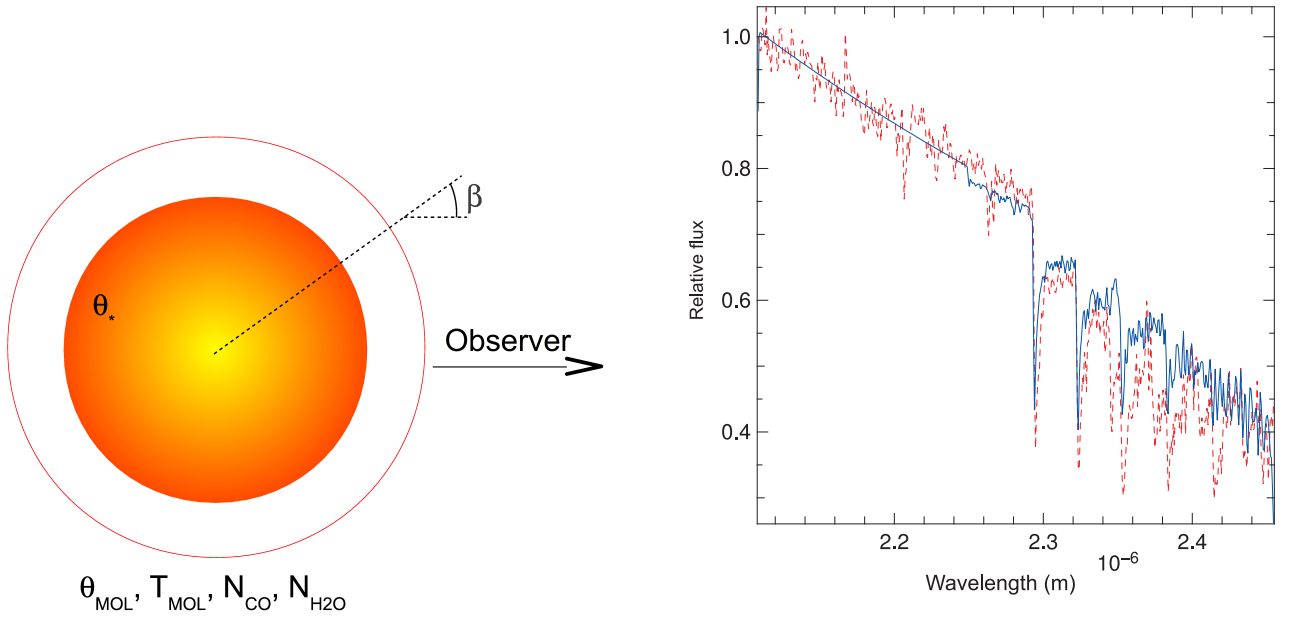 θ*
β
Observer
θMOL, TMOL, NCO, NH2O
1.0
0.8
0.6
0.4
Relative flux
2.2
2.3
2.4
10-6
Wavelength (m)